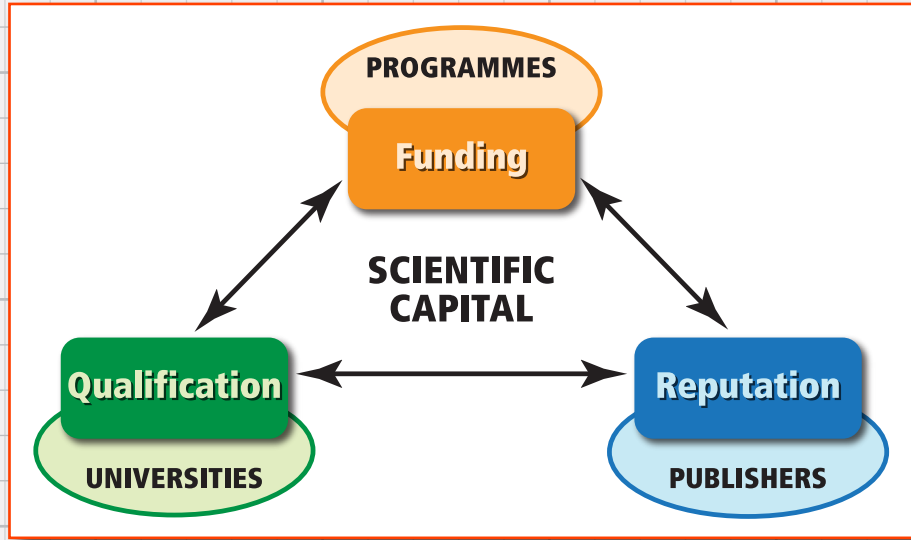 PROGRAMMES
Funding
SCIENTIFIC
CAPITAL
Qualification
Reputation
UNIVERSITIES
PUBLISHERS